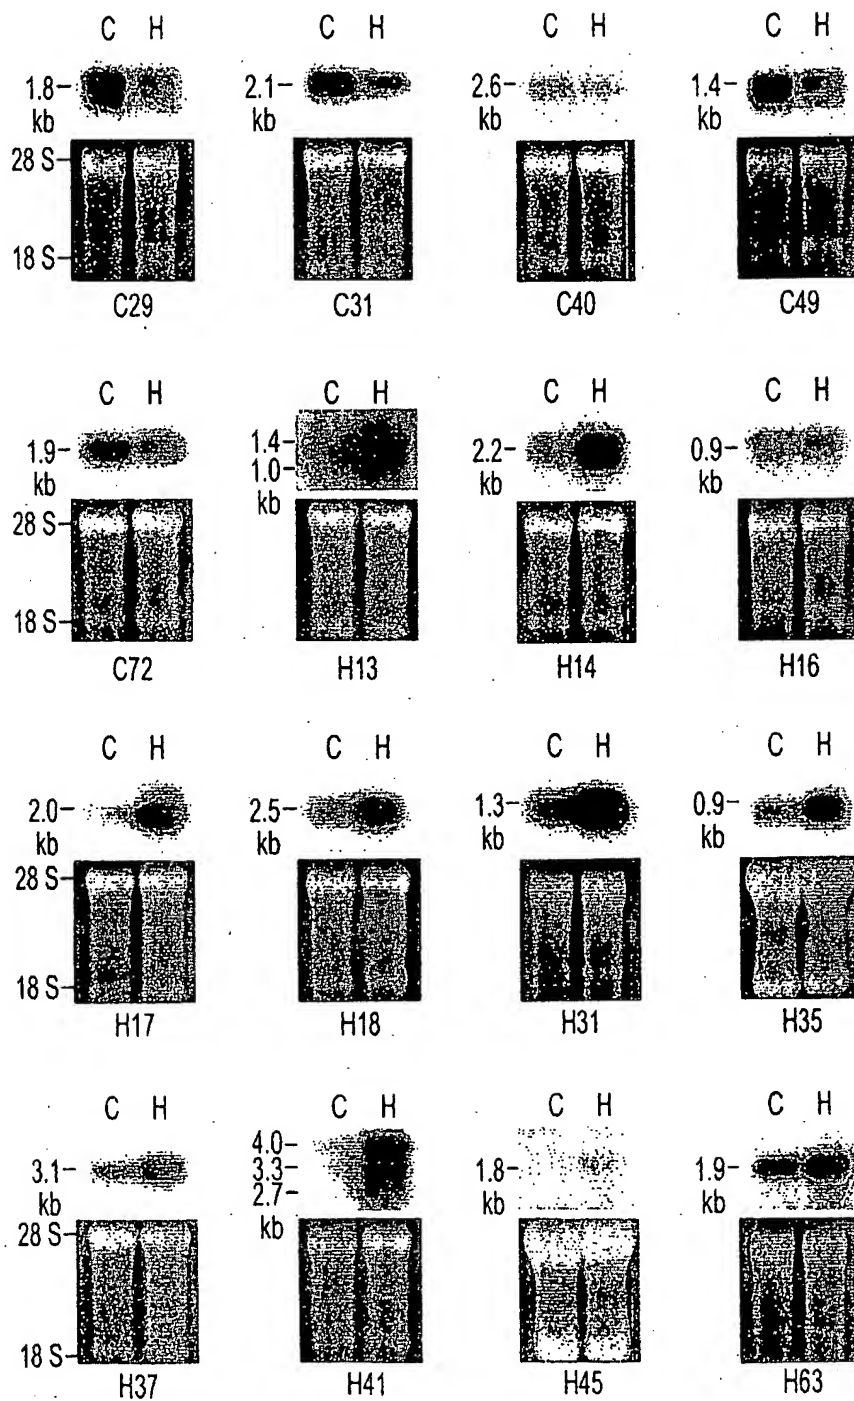 C H C H C H C H
1.8 2.1 2.6 1.4
kb kb kb kb
28 S
18 S
C29 C31 C40 C49
C H C H C H C H
1.9 1.4 2.2 0.9
1.0
kb kb kb kb
28 S
18 S
C72 H13 H14 H16
C H C H C H C H
2.0 2.5 1.3 0.9
kb kb kb kb
28 S
18 S
H17 H18 H31 H35
C H C H C H C H
4.0
3.1 3.3 1.8 1.9
2.7
kb kb kb kb
28 S
18 S
H37 H41 H45 H63